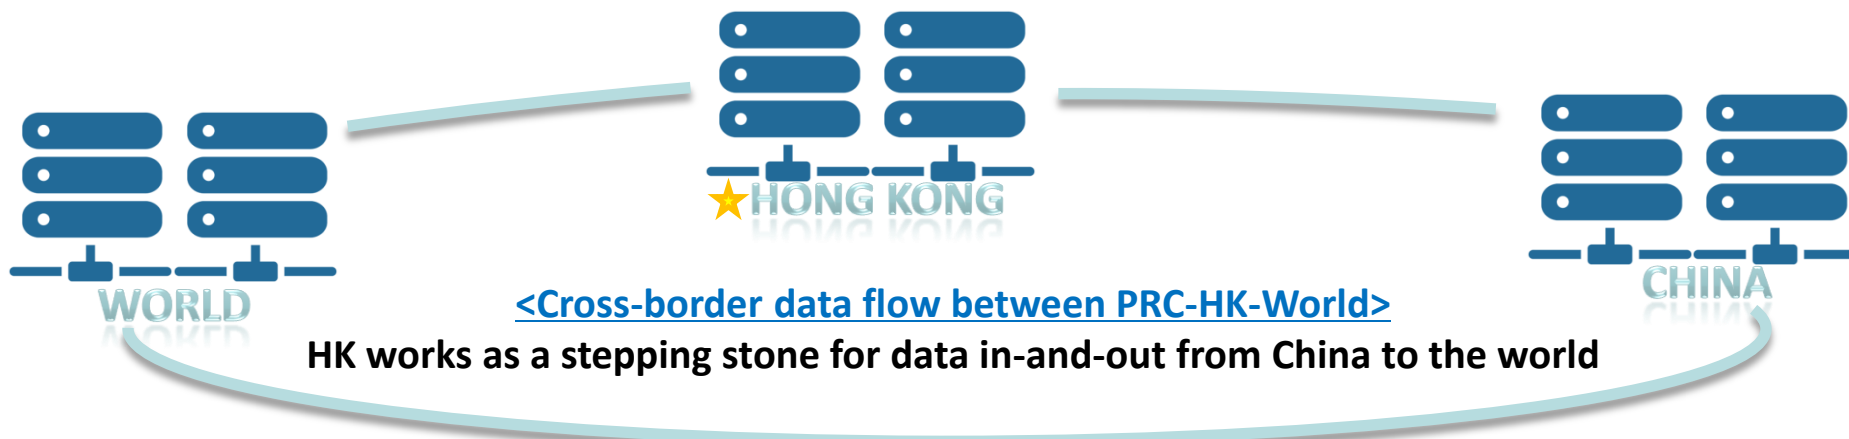 HONG KONG
WORLD
CHINA
<Cross-border data flow between PRC-HK-World>
HK works as a stepping stone for data in-and-out from China to the world